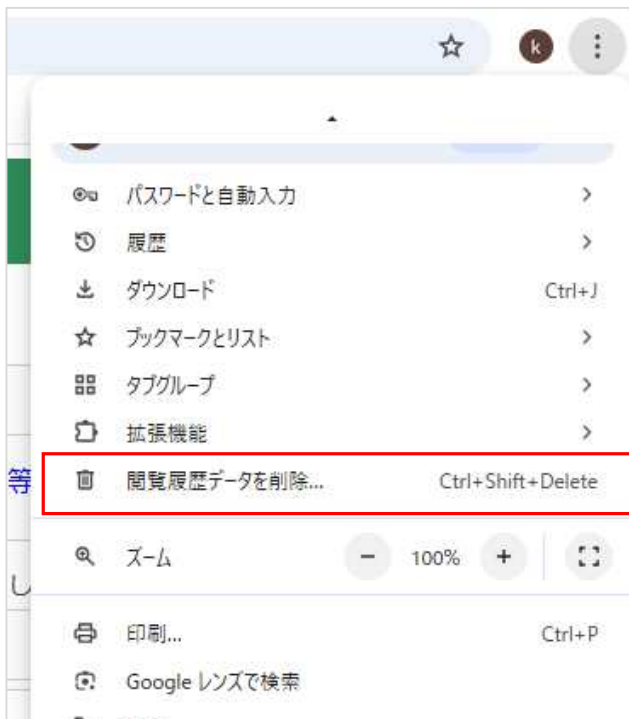 k
パスワードと自動入力
履歴
ダウンロード Ctrl+J
ブックマークとリスト
タブグループ
拡張機能
等
閲覧履歴データを削除... Ctrl+Shift+Delete
ズーム - 100% +
し
印刷... Ctrl+P
Google レンズで検索